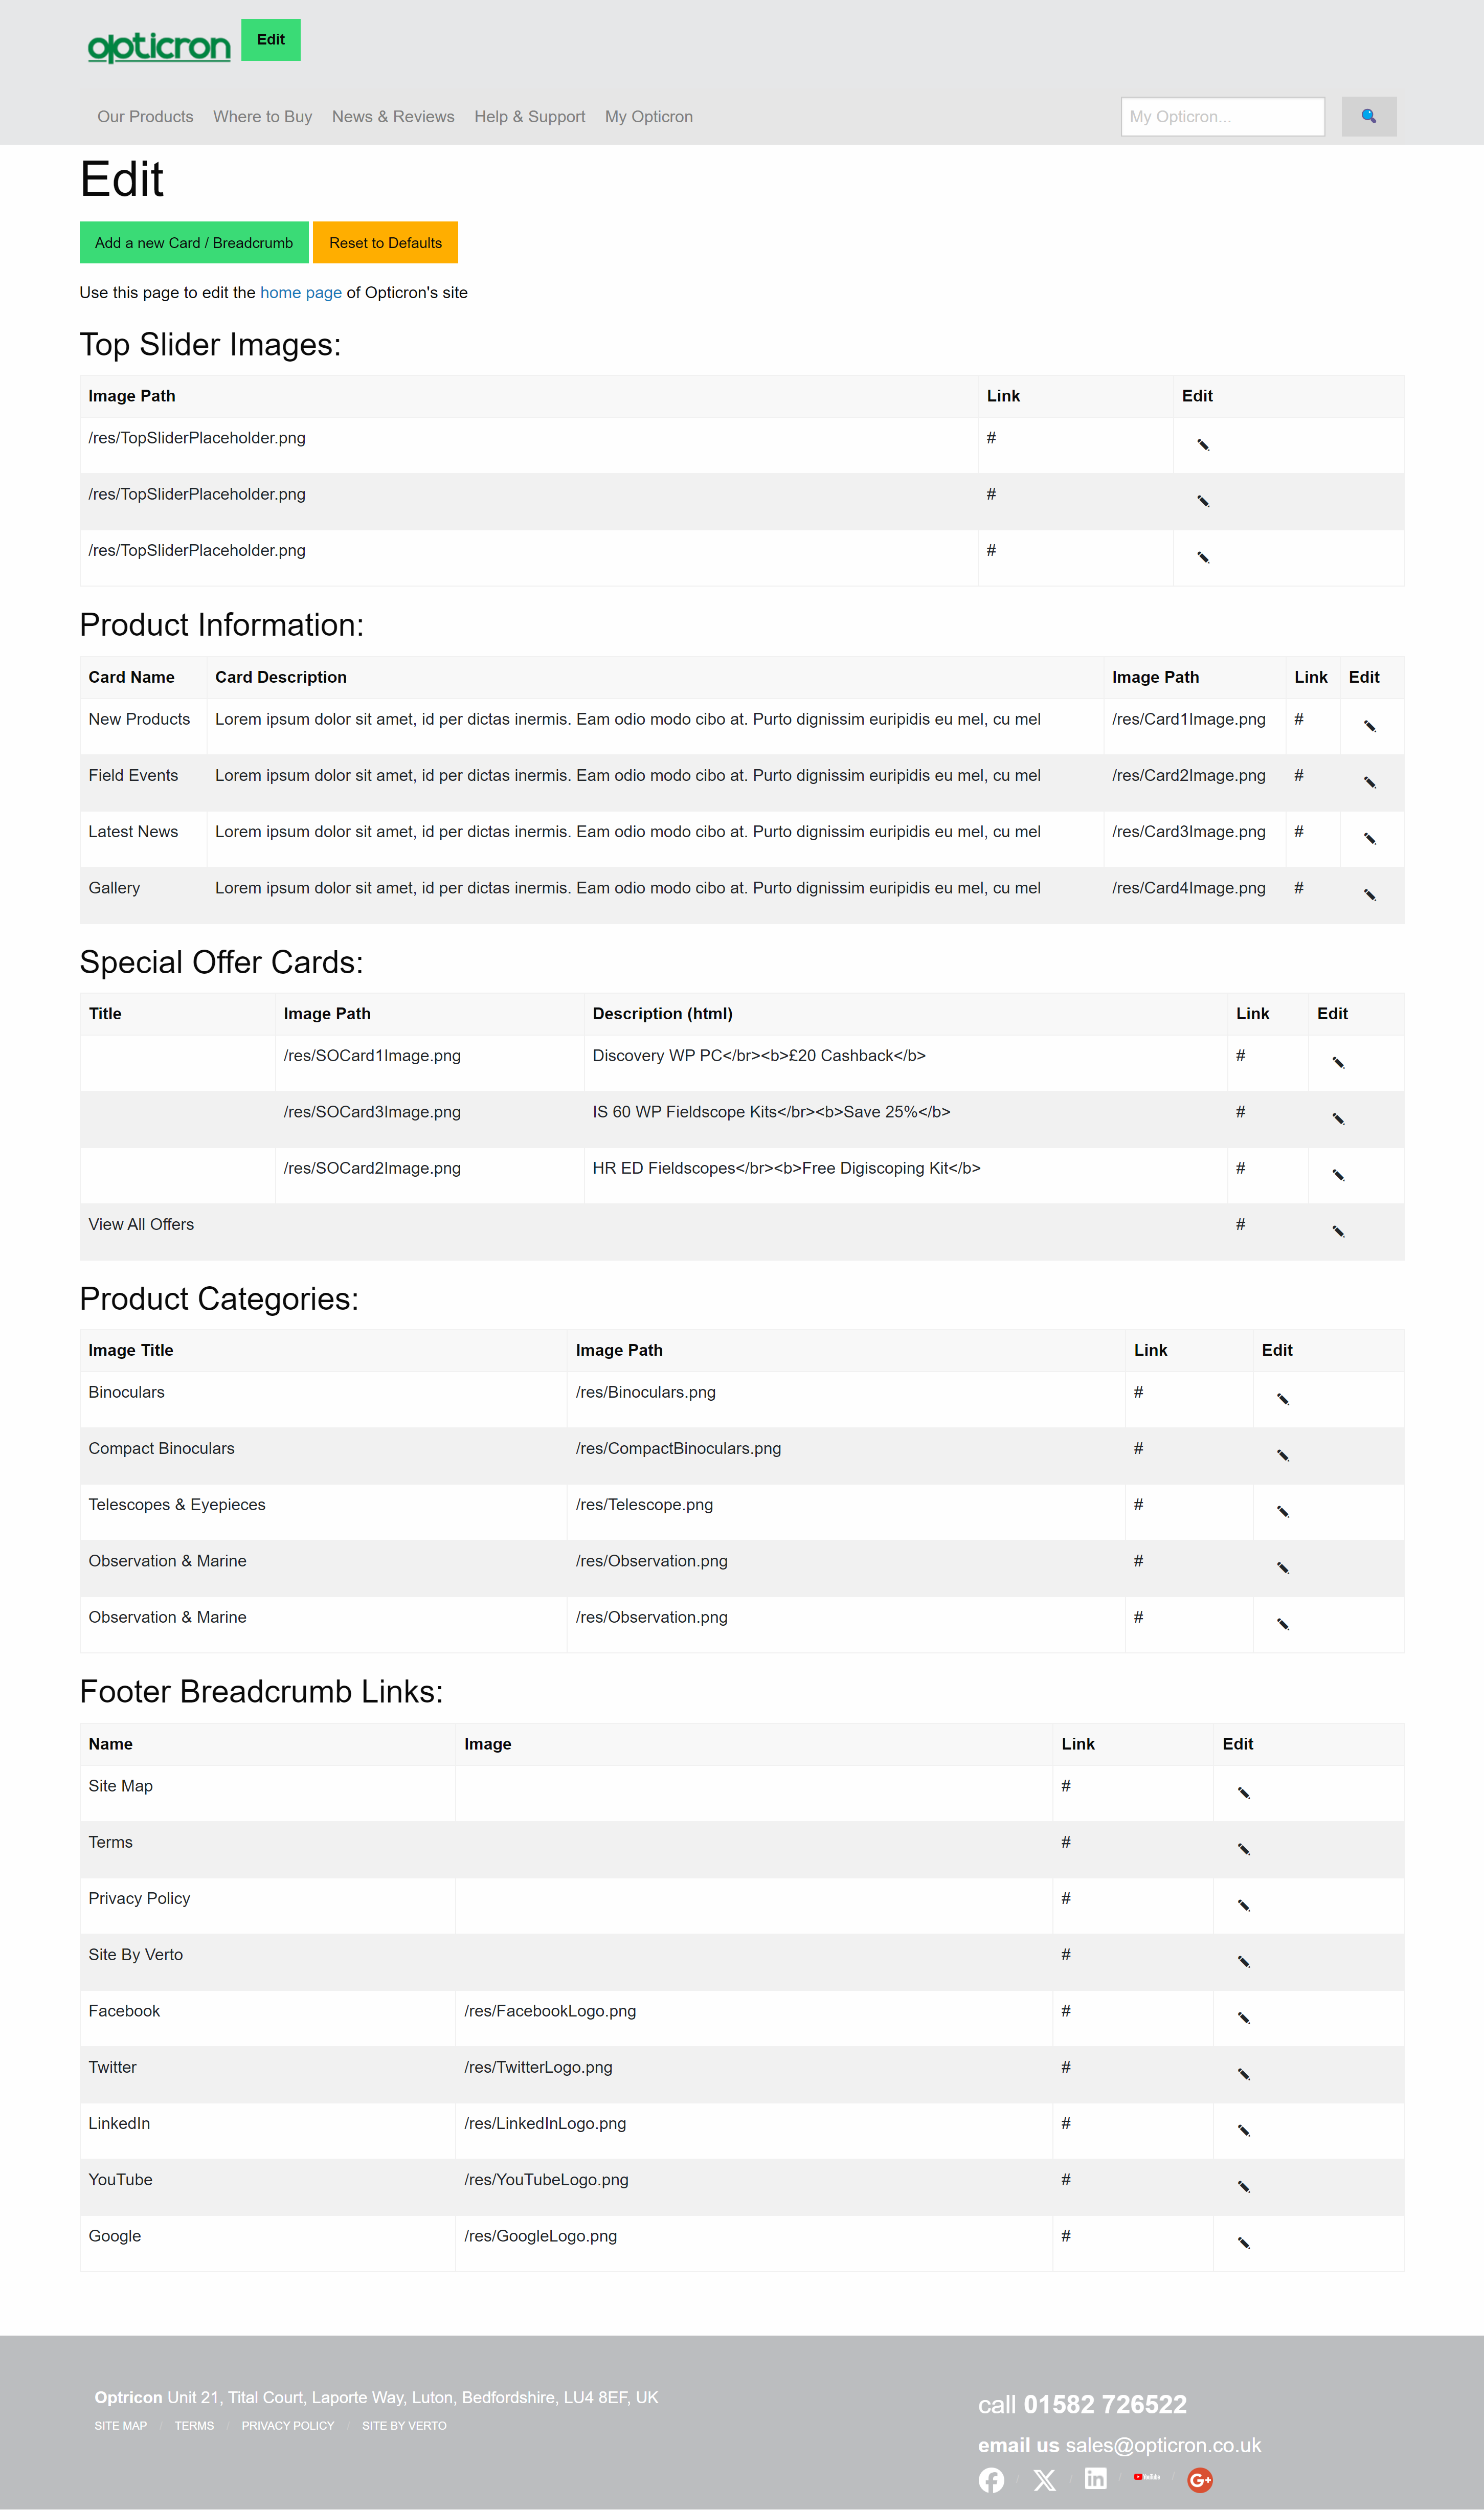 opticron Edit
Our Products Where to Buy News & Reviews Help & Support My Opticron My Opticron...
Edit
Add a new Card / Breadcrumb Reset to Defaults
Use this page to edit the home page of Opticron's site
Top Slider Images:
Image Path Link Edit
/res/TopSliderPlaceholder.png #
/res/TopSliderPlaceholder.png #
/res/TopSliderPlaceholder.png #
Product Information:
Card Name Card Description Image Path Link Edit
New Products Lorem ipsum dolor sit amet, id per dictas inermis. Eam odio modo cibo at. Purto dignissim euripidis eu mel, cu mel /res/Card1Image.png #
Field Events Lorem ipsum dolor sit amet, id per dictas inermis. Eam odio modo cibo at. Purto dignissim euripidis eu mel, cu mel /res/Card2Image.png #
Latest News Lorem ipsum dolor sit amet, id per dictas inermis. Eam odio modo cibo at. Purto dignissim euripidis eu mel, cu mel /res/Card3Image.png #
Gallery Lorem ipsum dolor sit amet, id per dictas inermis. Eam odio modo cibo at. Purto dignissim euripidis eu mel, cu mel /res/Card4Image.png #
Special Offer Cards:
Title Image Path Description (html) Link Edit
/res/SOCard1Image.png Discovery WP PC</br><b>£20 Cashback</b> #
/res/SOCard3Image.png IS 60 WP Fieldscope Kits</br><b>Save 25%</b> #
/res/SOCard2Image.png HR ED Fieldscopes</br><b>Free Digiscoping Kit</b> #
View All Offers #
Product Categories:
Image Title Image Path Link Edit
Binoculars /res/Binoculars.png #
Compact Binoculars /res/CompactBinoculars.png #
Telescopes & Eyepieces /res/Telescope.png #
Observation & Marine /res/Observation.png #
Observation & Marine /res/Observation.png #
Footer Breadcrumb Links:
Name Image Link Edit
Site Map #
Terms #
Privacy Policy #
Site By Verto #
Facebook /res/FacebookLogo.png #
Twitter /res/TwitterLogo.png #
LinkedIn /res/LinkedInLogo.png #
YouTube /res/YouTubeLogo.png #
Google /res/GoogleLogo.png #
Optricon Unit 21, Tital Court, Laporte Way, Luton, Bedfordshire, LU4 8EF, UK
SITE MAP / TERMS / PRIVACY POLICY / SITE BY VERTO
call 01582 726522
email us sales@opticron.co.uk
in YouTube G+